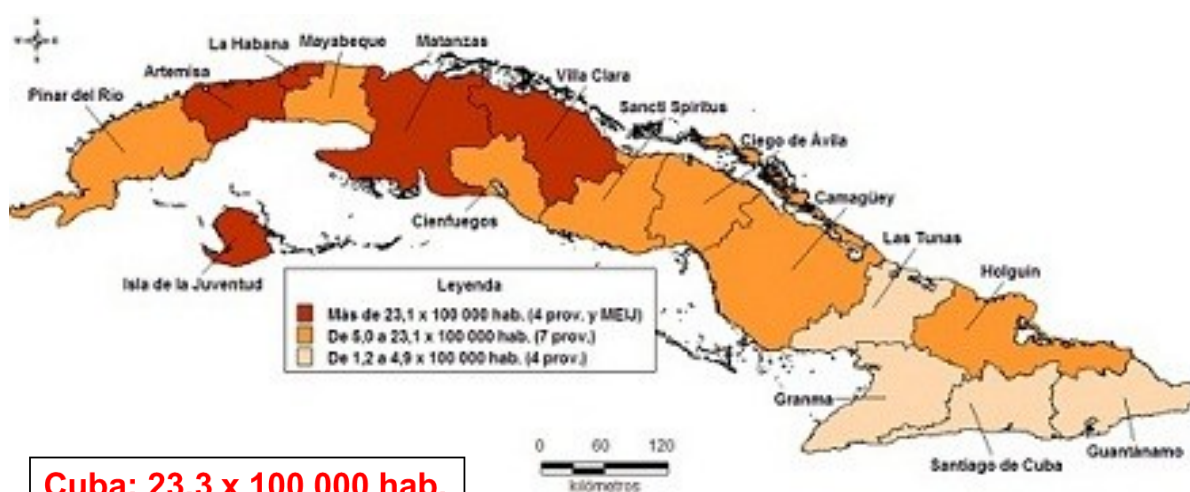 La Habana
Mayabeque
Matanzas
Artemisa
Villa Clara
Pinar del Rio
Sancti Spiritus
Ciego de Ávila
Camagüey
Cienfuegos
Las Tunas
Holguin
Isla de la Juventud
Leyenda
Más de 23,1 x 100 000 hab. (4 prov. y MEIJ)
De 5,0 a 23,1 x 100 000 hab. (7 prov.)
De 1,2 a 4,9 x 100 000 hab. (4 prov.)
Granma
Guantánamo
Santiago de Cuba
0 60 120
kilómetros
Cuba: 23,3 x 100 000 hab.